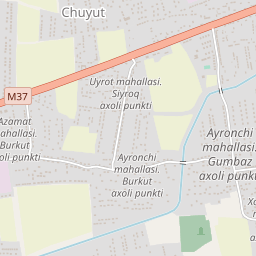 Chuyut
Uyrot mahallasi.
Siyroq
axoli punkti
M37
Azamat
mahallasi.
Burkut
axoli punkti
Ayronchi
mahallasi.
Burkut
axoli punkti
Ayronchi
mahallasi.
Gumbaz
axoli punkti